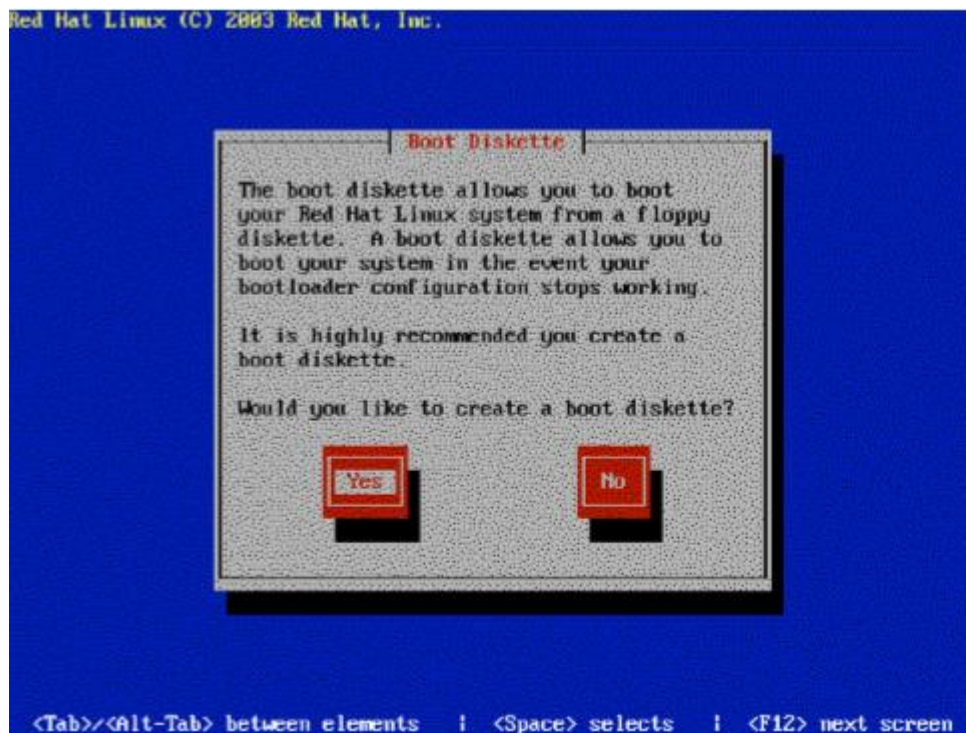 Red Hat Linux (C) 2003 Red Hat, Inc.
Boot Diskette
The boot diskette allows you to boot
your Red Hat Linux system from a floppy
diskette. A boot diskette allows you to
boot your system in the event your
bootloader configuration stops working.
It is highly recommended you create a
boot diskette.
Would you like to create a boot diskette?
Yes No
<Tab>/<Alt-Tab> between elements | <Space> selects | <F12> next screen